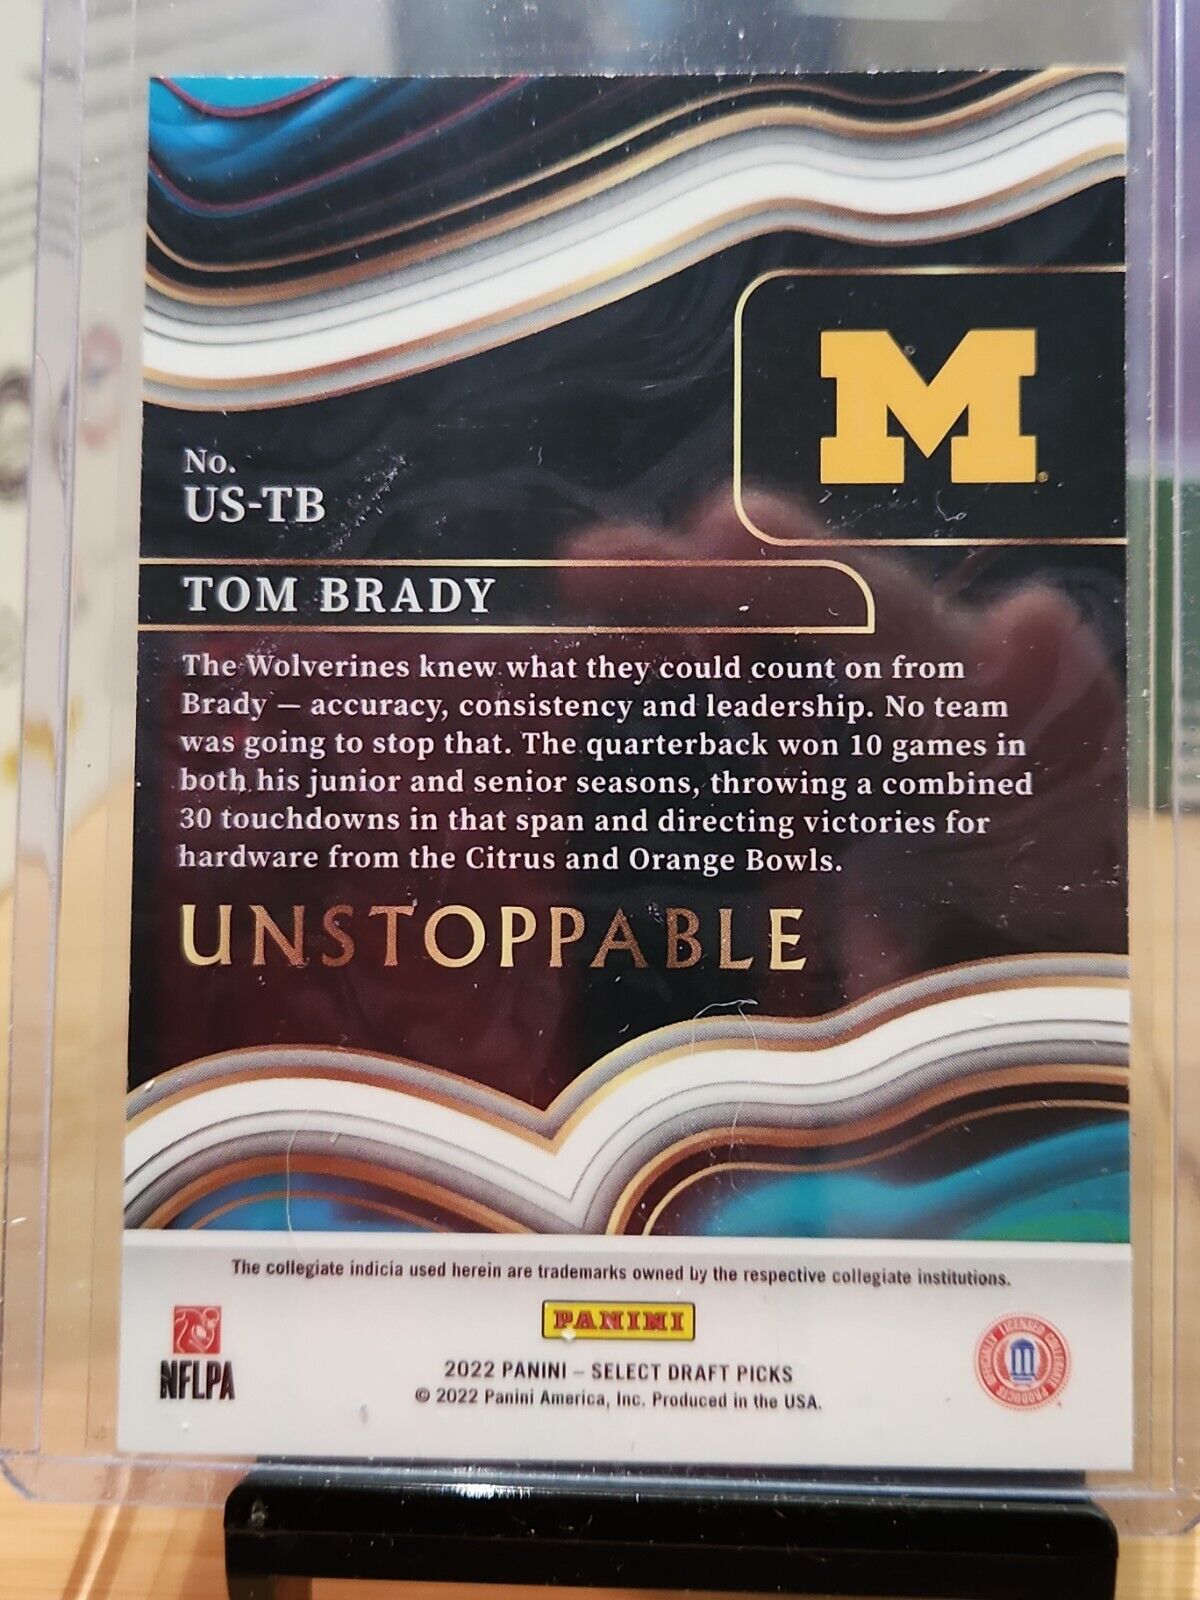 M
No.
US-TB
TOM BRADY
The Wolverines knew what they could count on from
Brady — accuracy, consistency and leadership. No team
was going to stop that. The quarterback won 10 games in
both his junior and senior seasons, throwing a combined
30 touchdowns in that span and directing victories for
hardware from the Citrus and Orange Bowls.
UNSTOPPABLE
The collegiate indicia used herein are trademarks owned by the respective collegiate institutions.
PANINI
NFLPA
2022 PANINI – SELECT DRAFT PICKS
© 2022 Panini America, Inc. Produced in the USA.
OFFICIALLY LICENSED COLLEGIATE PRODUCTS